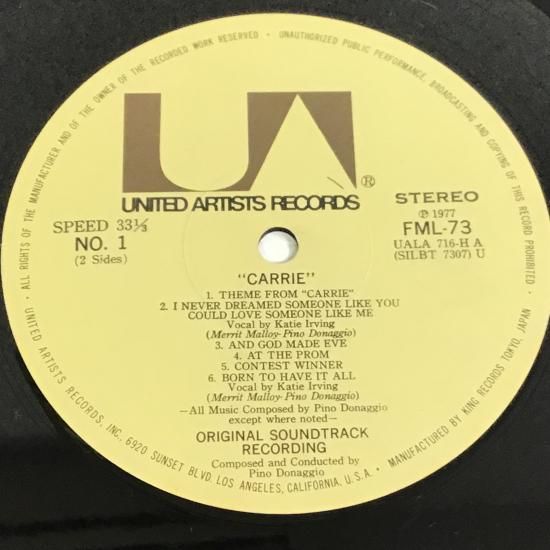 · ALL RIGHTS OF THE MANUFACTURER AND OF THE OWNER OF THE RECORDED WORK RESERVED · UNAUTHORIZED PUBLIC PERFORMANCE, BROADCASTING AND COPYING OF THIS RECORD PROHIBITED ·
UA®
UNITED ARTISTS RECORDS
SPEED 33⅓
NO. 1
(2 Sides)
STEREO
℗ 1977
FML-73
UALA 716-H A
(SILBT 7307) U
"CARRIE"
1. THEME FROM "CARRIE"
2. I NEVER DREAMED SOMEONE LIKE YOU
COULD LOVE SOMEONE LIKE ME
Vocal by Katie Irving
(Merrit Malloy-Pino Donaggio)
3. AND GOD MADE EVE
4. AT THE PROM
5. CONTEST WINNER
6. BORN TO HAVE IT ALL
Vocal by Katie Irving
(Merrit Malloy-Pino Donaggio)
—All Music Composed by Pino Donaggio
except where noted—
ORIGINAL SOUNDTRACK
RECORDING
Composed and Conducted by
Pino Donaggio
UNITED ARTISTS RECORDS, INC., 6920 SUNSET BLVD. LOS ANGELES, CALIFORNIA, U.S.A. · MANUFACTURED BY KING RECORDS TOKYO, JAPAN